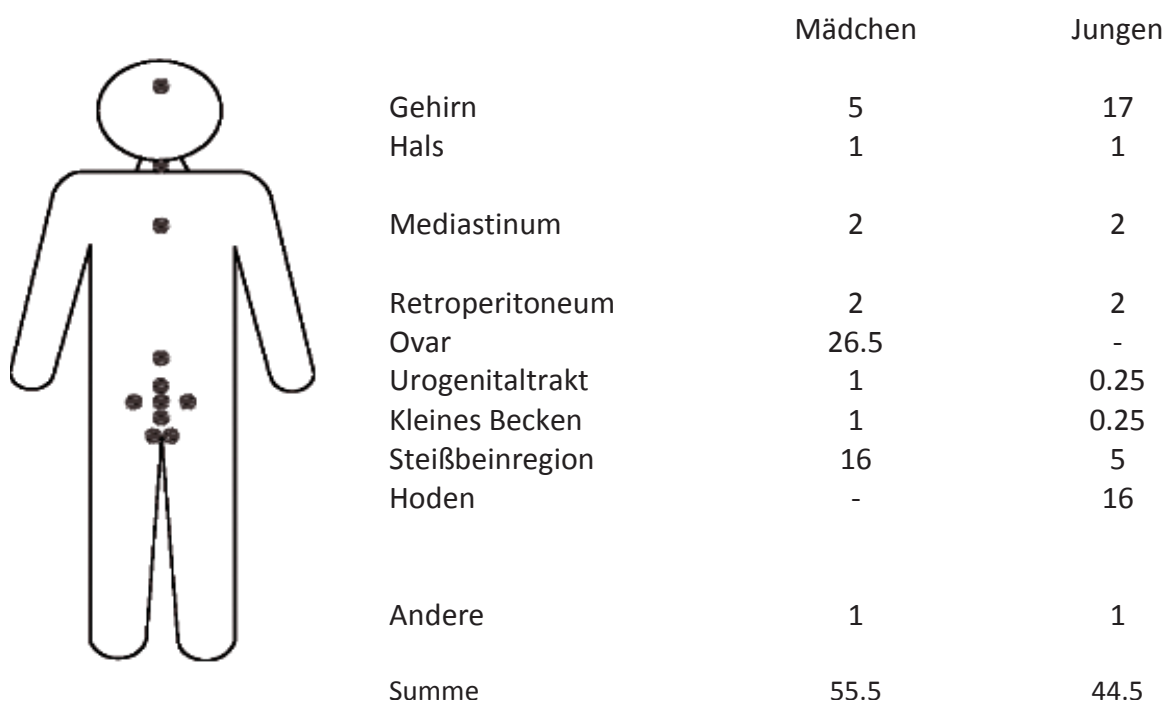 Mädchen Jungen
Gehirn 5 17
Hals 1 1
Mediastinum 2 2
Retroperitoneum 2 2
Ovar 26.5 -
Urogenitaltrakt 1 0.25
Kleines Becken 1 0.25
Steißbeinregion 16 5
Hoden - 16
Andere 1 1
Summe 55.5 44.5